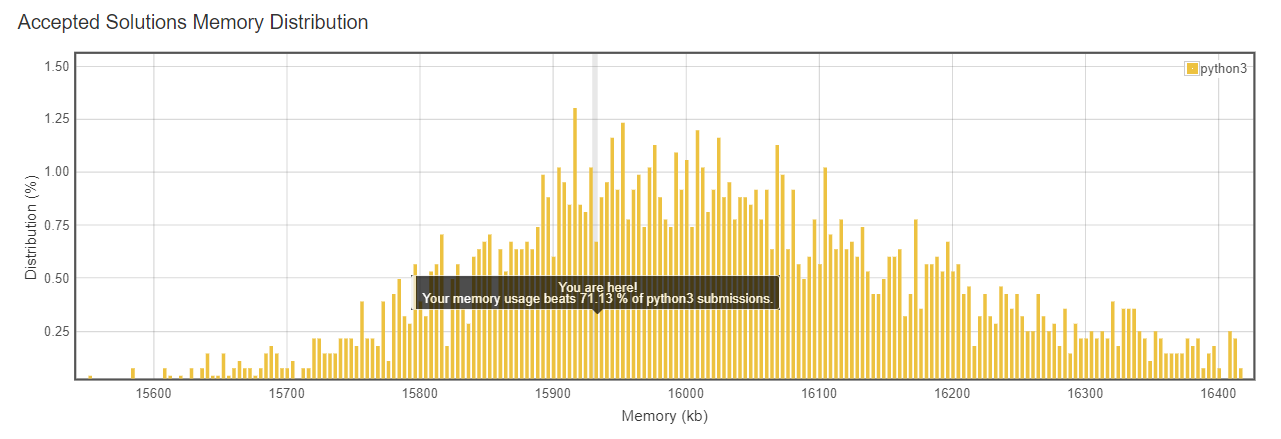 Accepted Solutions Memory Distribution
1.50
1.25
1.00
0.75
0.50
0.25
Distribution (%)
python3
You are here!
Your memory usage beats 71.13 % of python3 submissions.
15600 15700 15800 15900 16000 16100 16200 16300 16400
Memory (kb)